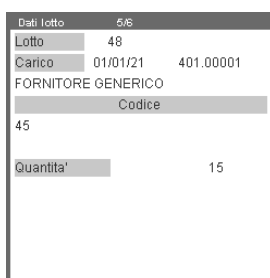 Dati lotto 5/6
Lotto 48
Carico 01/01/21 401.00001
FORNITORE GENERICO
Codice
45
Quantita' 15